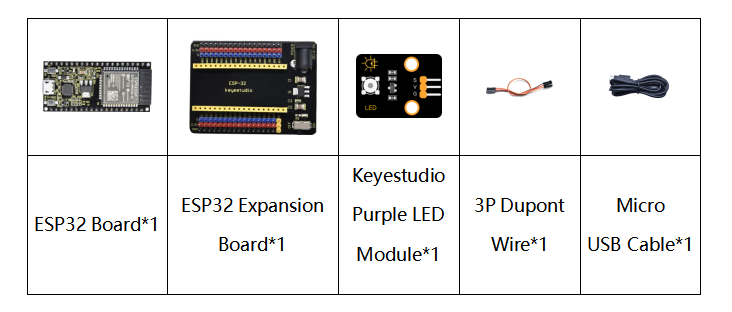 ESP-32
keyestudio
S
V
G
LED
ESP32 Board*1
ESP32 Expansion
Board*1
Keyestudio
Purple LED
Module*1
3P Dupont
Wire*1
Micro
USB Cable*1